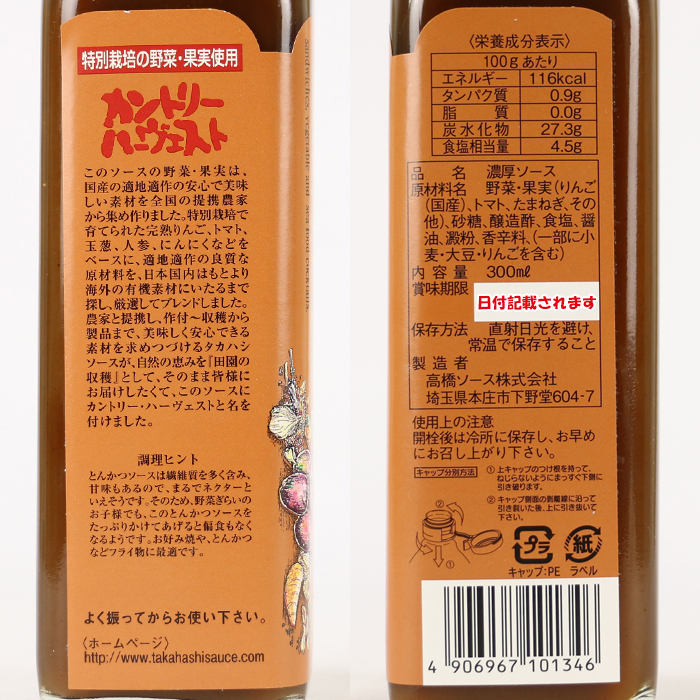 特別栽培の野菜・果実使用
カントリー
ハーヴェスト
このソースの野菜・果実は、
国産の適地適作の安心で美味
しい素材を全国の提携農家
から集め作りました。特別栽培で
育てられた完熟りんご、トマト、
玉葱、人参、にんにくなどを
ベースに、適地適作の良質な
原材料を、日本国内はもとより
海外の有機素材にいたるまで
探し、厳選してブレンドしました。
農家と提携し、作付〜収穫から
製品まで、美味しく安心できる
素材を求めつづけるタカハシ
ソースが、自然の恵みを『田園の
収穫』として、そのまま皆様に
お届けしたくて、このソースに
カントリー・ハーヴェストと名を
付けました。
調理ヒント
とんかつソースは繊維質を多く含み、
甘味もあるので、まるでネクターと
いえそうです。そのため、野菜ぎらいの
お子様でも、このとんかつソースを
たっぷりかけてあげると偏食もなく
なるようです。お好み焼や、とんかつ
などフライ物に最適です。
よく振ってからお使い下さい。
〈ホームページ〉
http://www.takahashisauce.com/
sandwiches, vegetables and sea food cocktails.
〈栄養成分表示〉
100gあたり
エネルギー 116kcal
タンパク質 0.9g
脂質 0.0g
炭水化物 27.3g
食塩相当量 4.5g
品名 濃厚ソース
原材料名 野菜・果実(りんご
(国産)、トマト、たまねぎ、その
他)、砂糖、醸造酢、食塩、醤
油、澱粉、香辛料、(一部に小
麦・大豆・りんごを含む)
内容量 300ml
賞味期限 日付記載されます
保存方法 直射日光を避け、
常温で保存すること
製造者
高橋ソース株式会社
埼玉県本庄市下野堂604-7
使用上の注意
開栓後は冷所に保存し、お早め
にお召し上がり下さい。
キャップ分別方法
①上キャップのつけ根を持って、
ねじらないようにまっすぐ下側に
引き破ります。
②キャップ側面の剥離線に沿って
引き裂いた後、上に引き抜いて
下さい。
②
①
プラ 紙
キャップ:PE ラベル
4 906967 101346